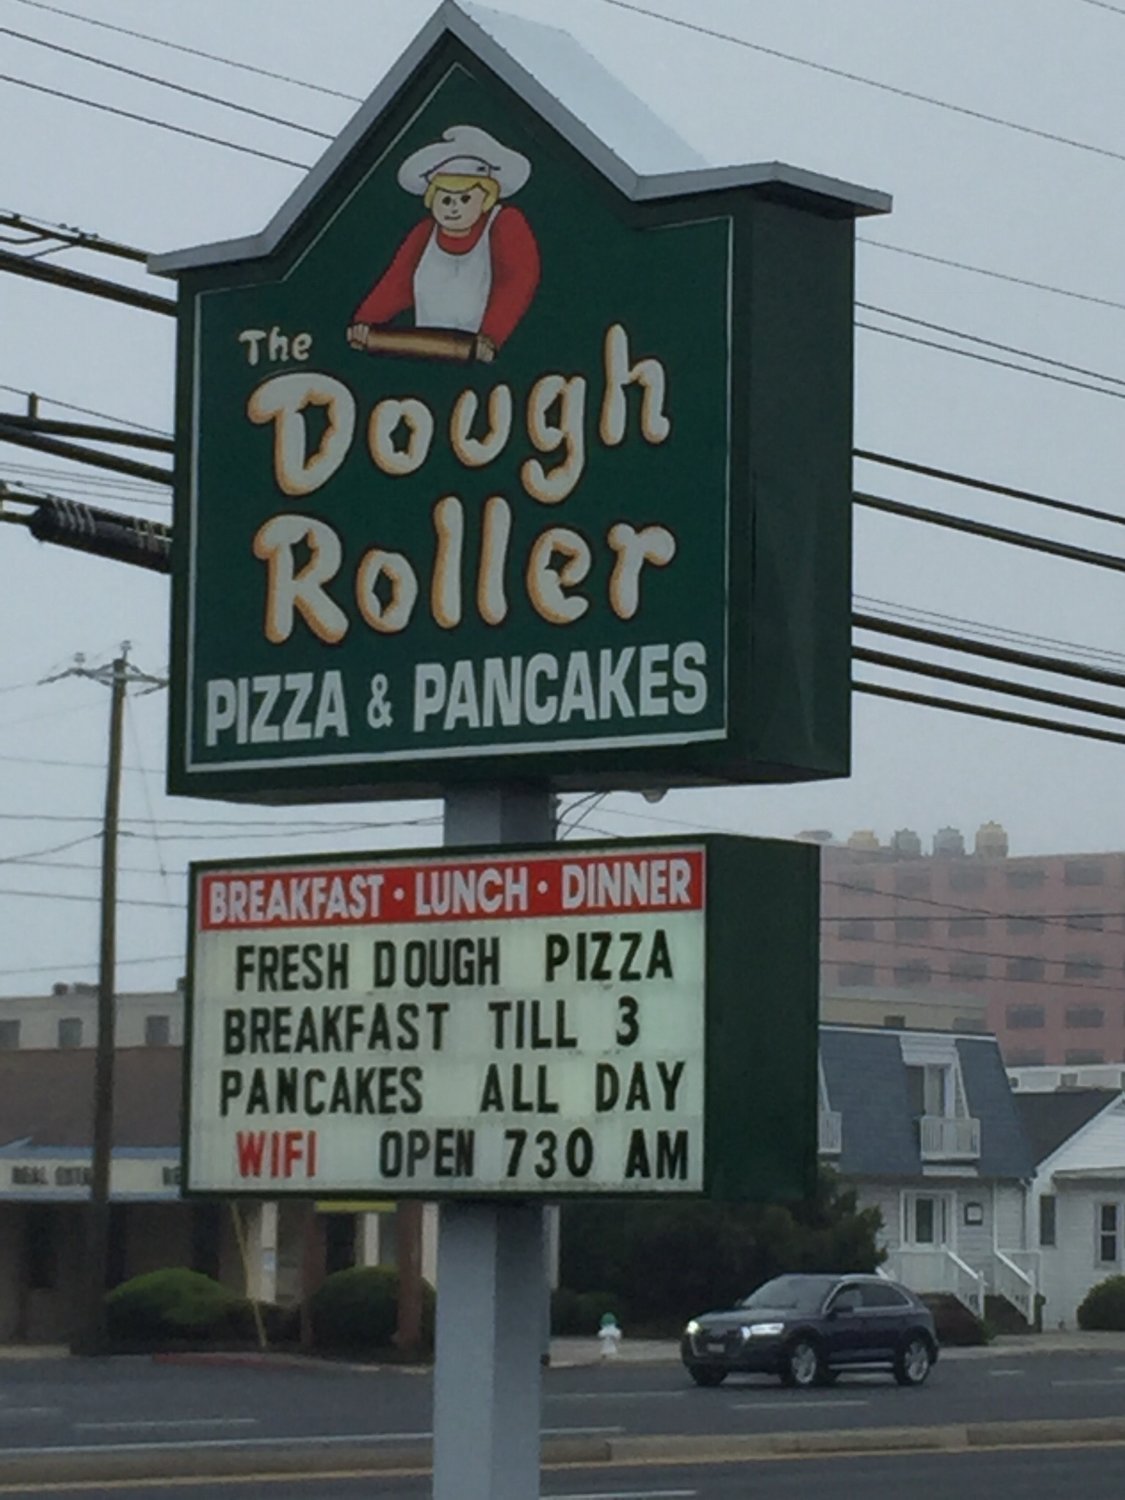 The
Dough
Roller
PIZZA & PANCAKES
BREAKFAST · LUNCH · DINNER
FRESH DOUGH PIZZA
BREAKFAST TILL 3
PANCAKES ALL DAY
WIFI OPEN 730 AM